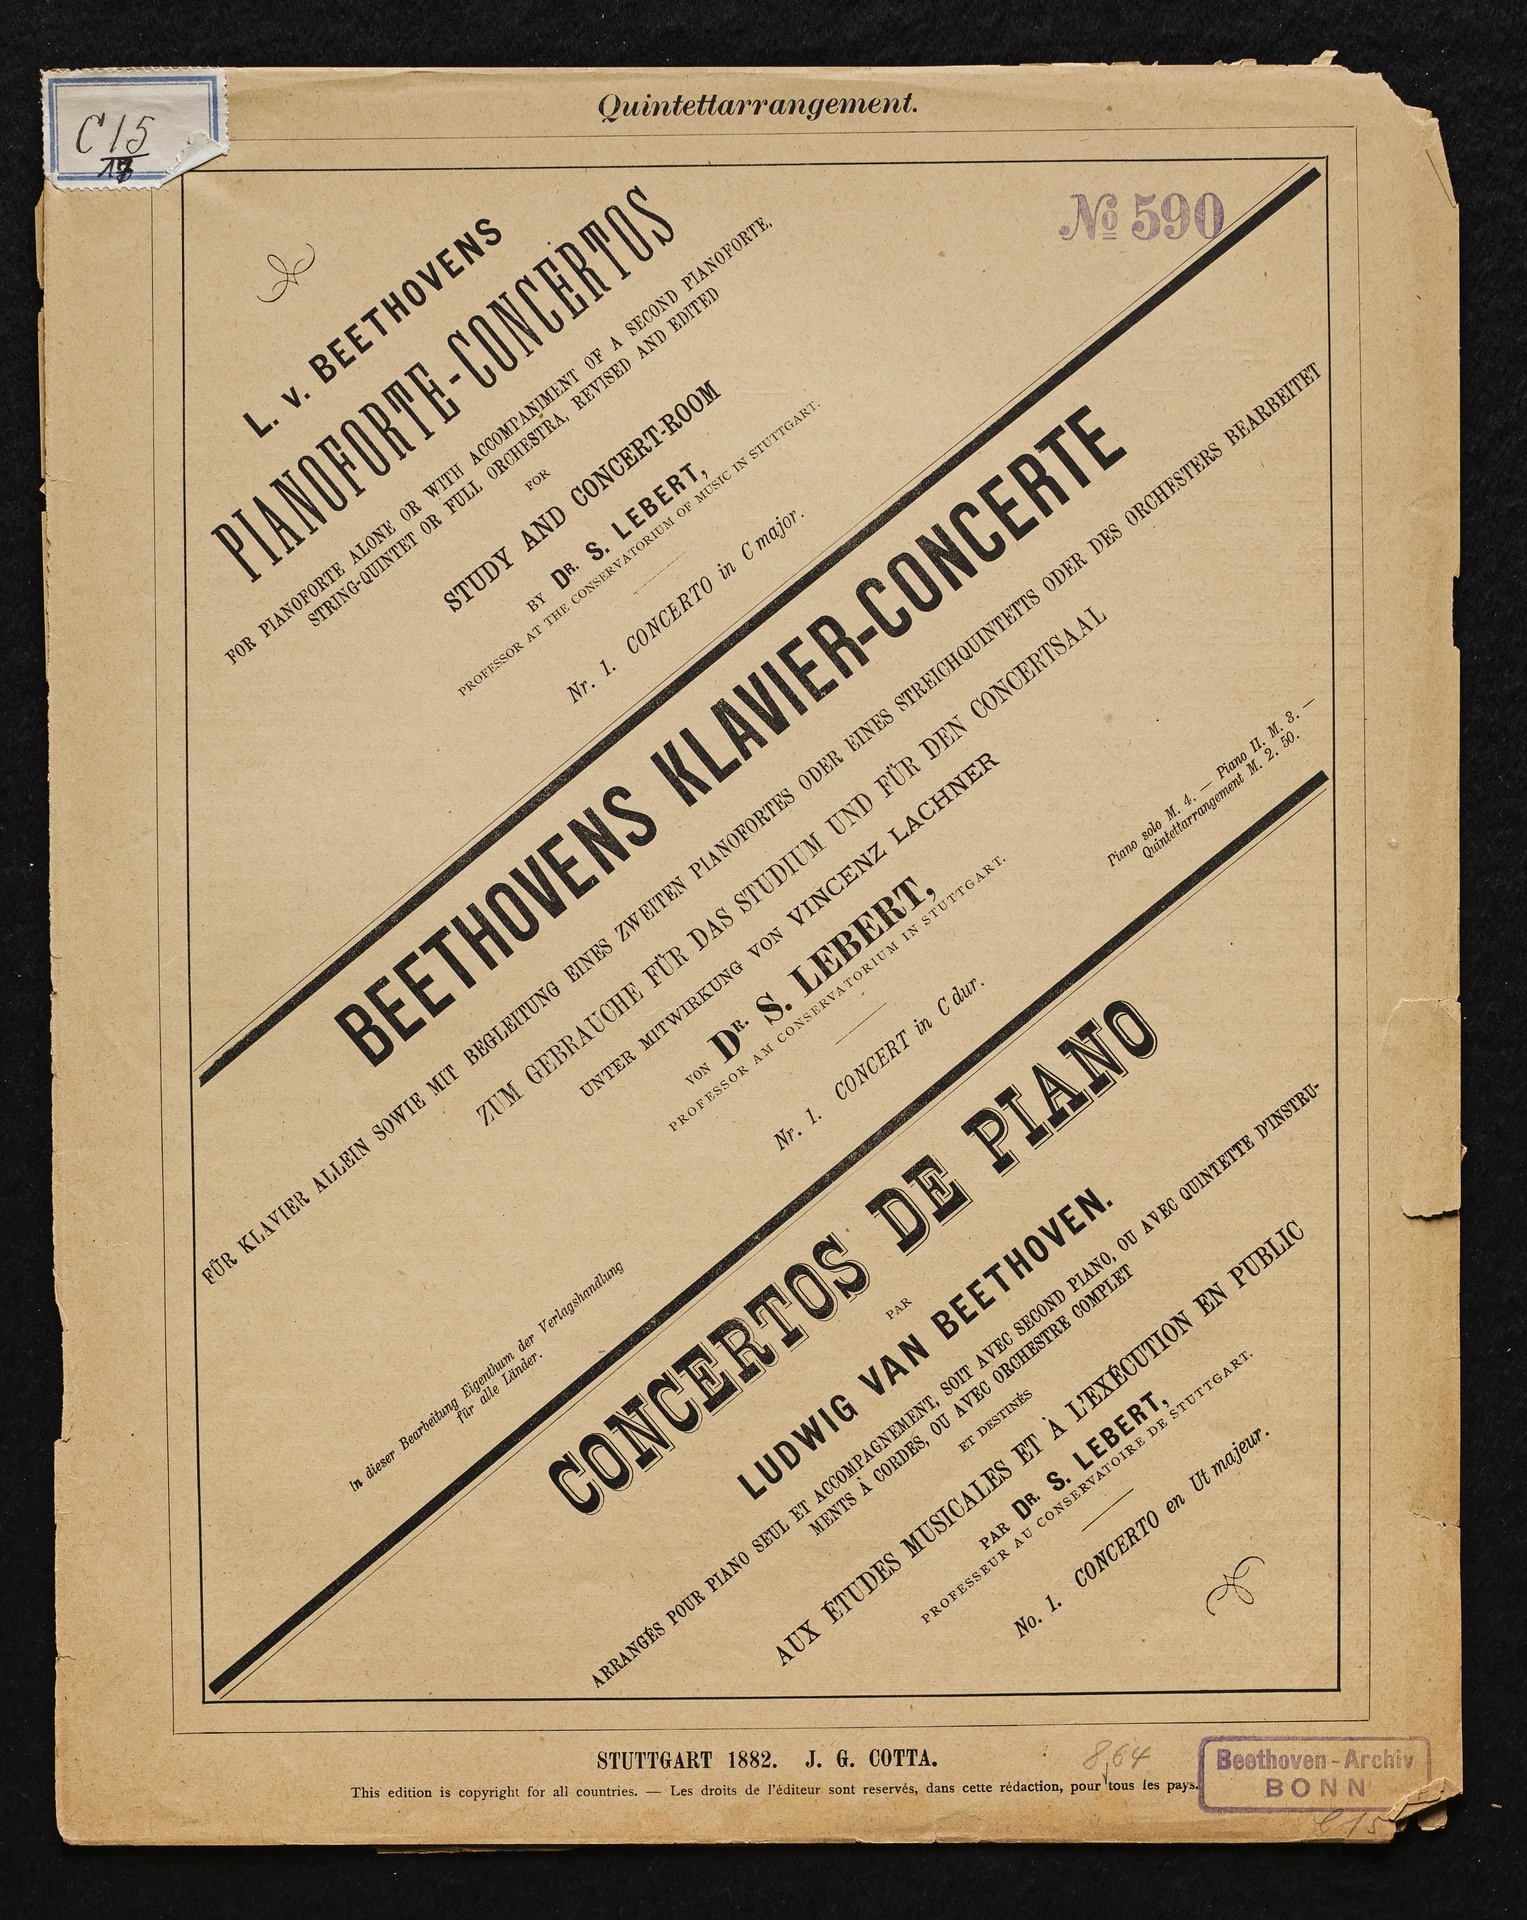 Quintettarrangement.
C 15
No 590
L. v. BEETHOVENS
PIANOFORTE-CONCERTOS
FOR PIANOFORTE ALONE OR WITH ACCOMPANIMENT OF A SECOND PIANOFORTE,
STRING-QUINTET OR FULL ORCHESTRA, REVISED AND EDITED
FOR
STUDY AND CONCERT-ROOM
BY DR. S. LEBERT,
PROFESSOR AT THE CONSERVATORIUM OF MUSIC IN STUTTGART.
Nr. 1. CONCERTO in C major.
BEETHOVENS KLAVIER-CONCERTE
FÜR KLAVIER ALLEIN SOWIE MIT BEGLEITUNG EINES ZWEITEN PIANOFORTES ODER EINES STREICHQUINTETTS ODER DES ORCHESTERS BEARBEITET
ZUM GEBRAUCHE FÜR DAS STUDIUM UND FÜR DEN CONCERTSAAL
UNTER MITWIRKUNG VON VINCENZ LACHNER
VON DR. S. LEBERT,
PROFESSOR AM CONSERVATORIUM IN STUTTGART.
Nr. 1. CONCERT in C dur.
Piano solo M. 4. — Piano II. M. 3. —
Quintettarrangement M. 2. 50.
In dieser Bearbeitung Eigenthum der Verlagshandlung
für alle Länder.
CONCERTOS DE PIANO
PAR
LUDWIG VAN BEETHOVEN.
ARRANGÉS POUR PIANO SEUL ET ACCOMPAGNEMENT, SOIT AVEC SECOND PIANO, OU AVEC QUINTETTE D'INSTRU-
MENTS À CORDES, OU AVEC ORCHESTRE COMPLET
ET DESTINÉS
AUX ÉTUDES MUSICALES ET À L'EXÉCUTION EN PUBLIC
PAR DR. S. LEBERT,
PROFESSEUR AU CONSERVATOIRE DE STUTTGART.
No. 1. CONCERTO en Ut majeur.
STUTTGART 1882. J. G. COTTA.
864
This edition is copyright for all countries. — Les droits de l'éditeur sont reservés, dans cette rédaction, pour tous les pays.
Beethoven-Archiv
BONN